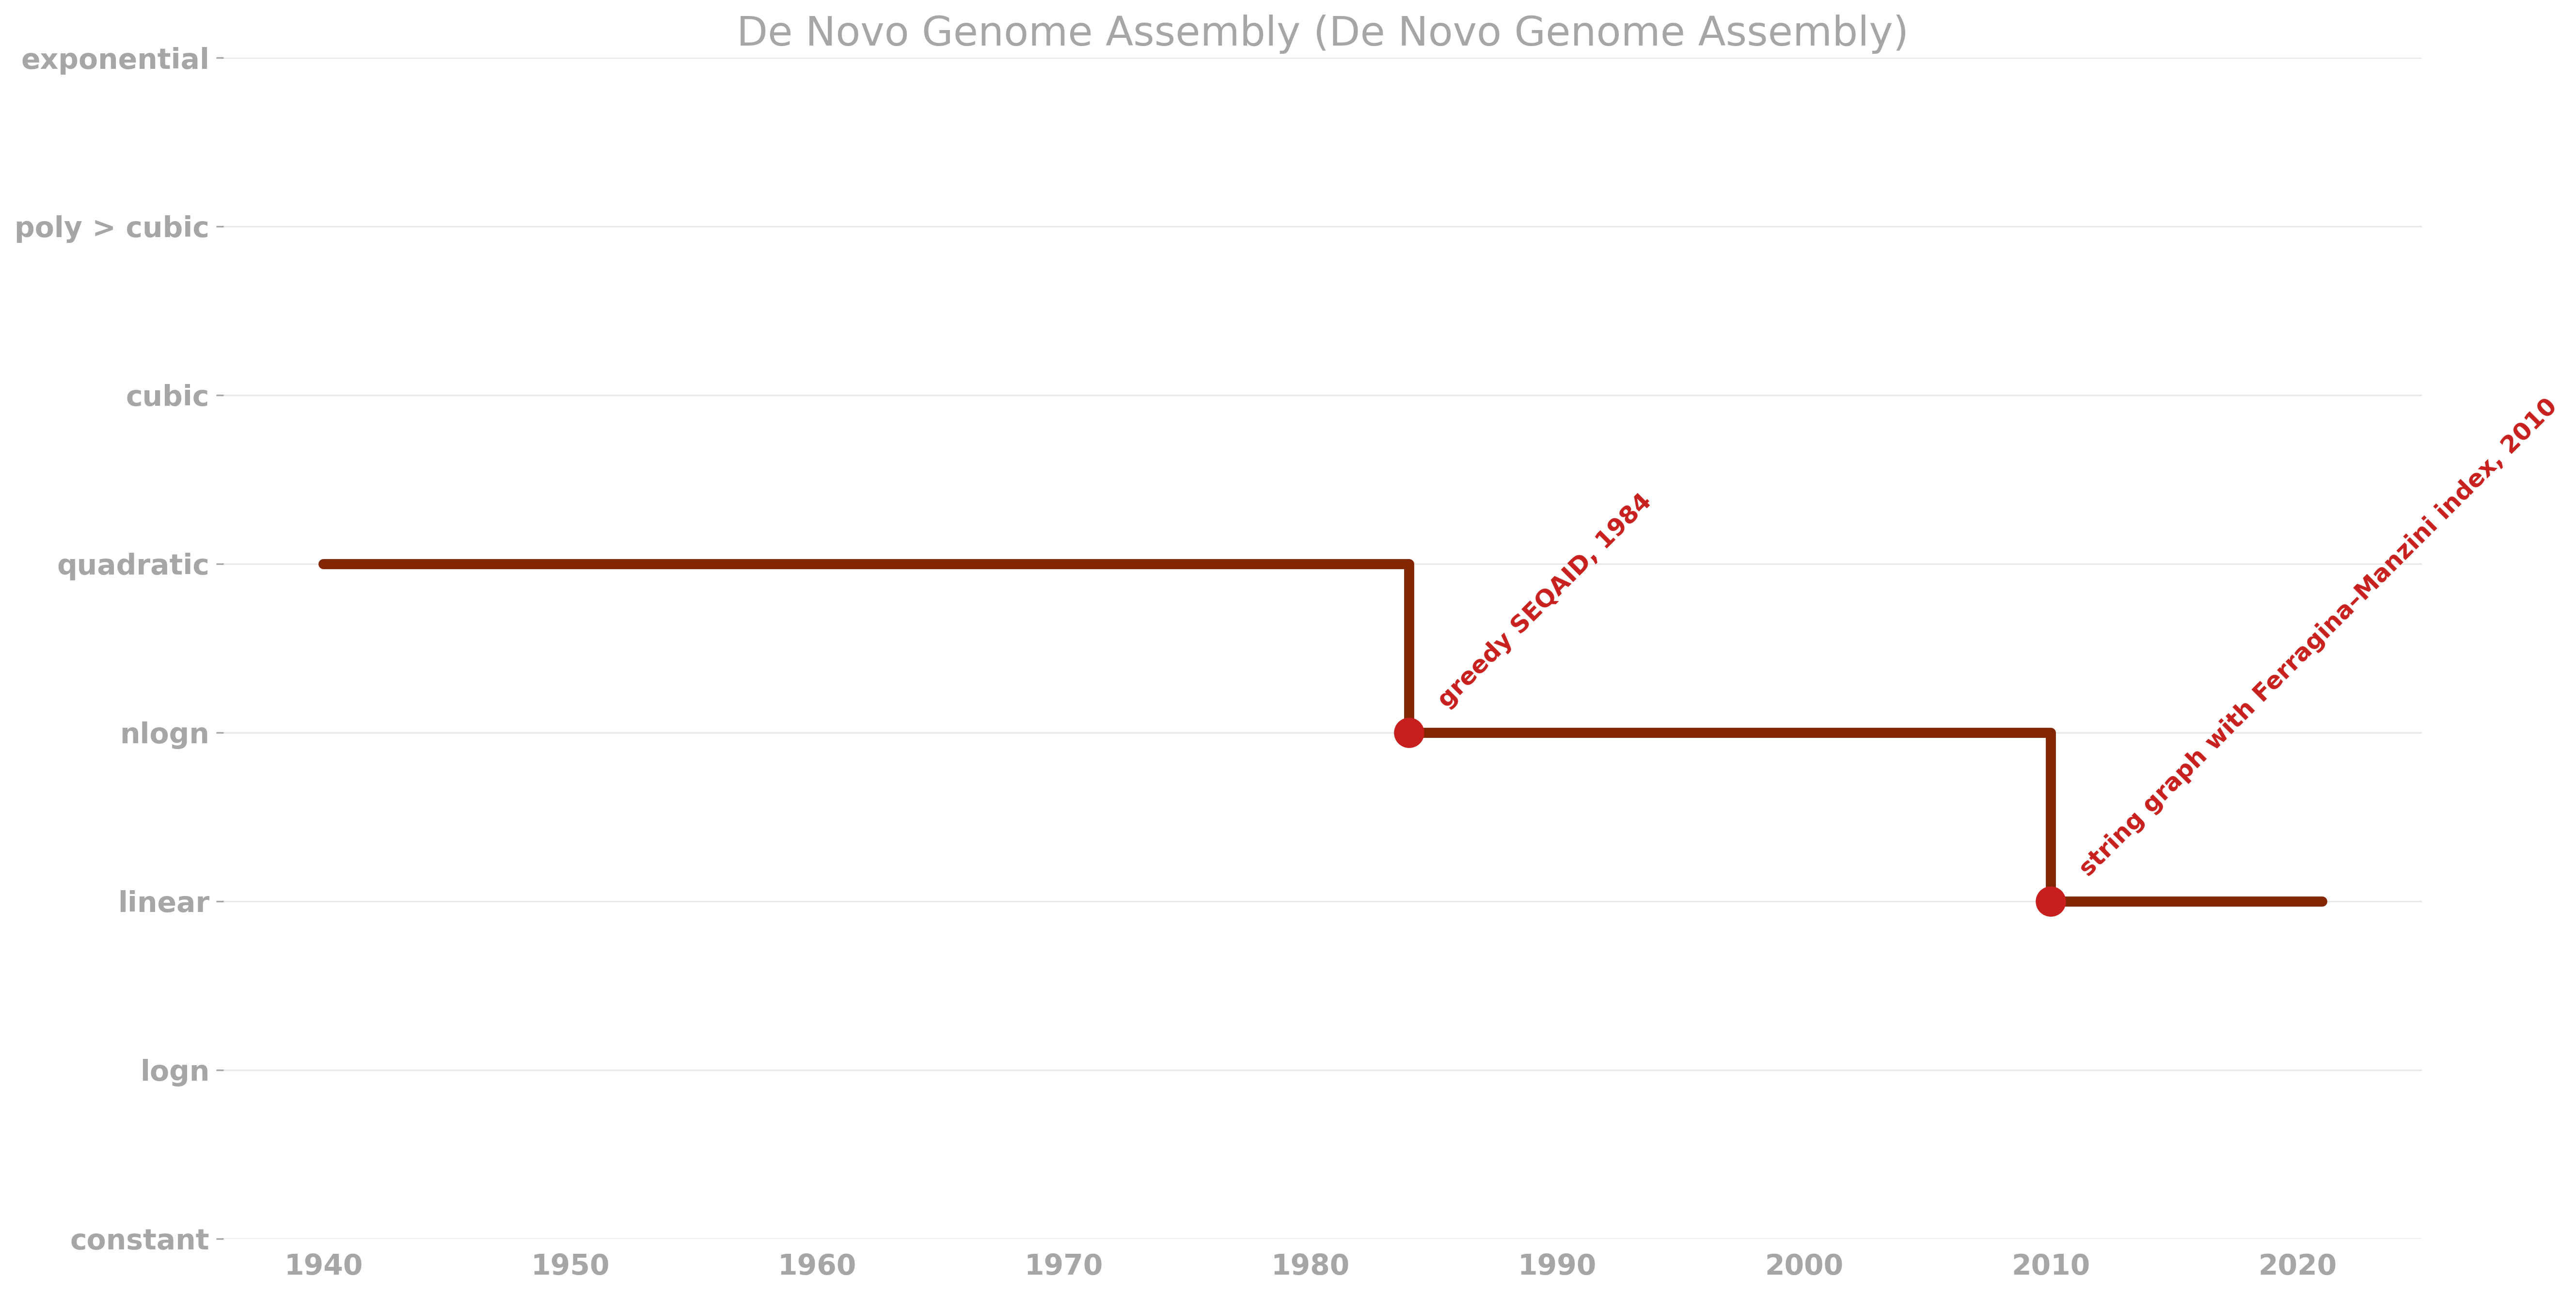 De Novo Genome Assembly (De Novo Genome Assembly)
exponential
poly > cubic
cubic
quadratic
nlogn
linear
logn
constant
greedy SEQAID, 1984
string graph with Ferragina–Manzini index, 2010
1940
1950
1960
1970
1980
1990
2000
2010
2020